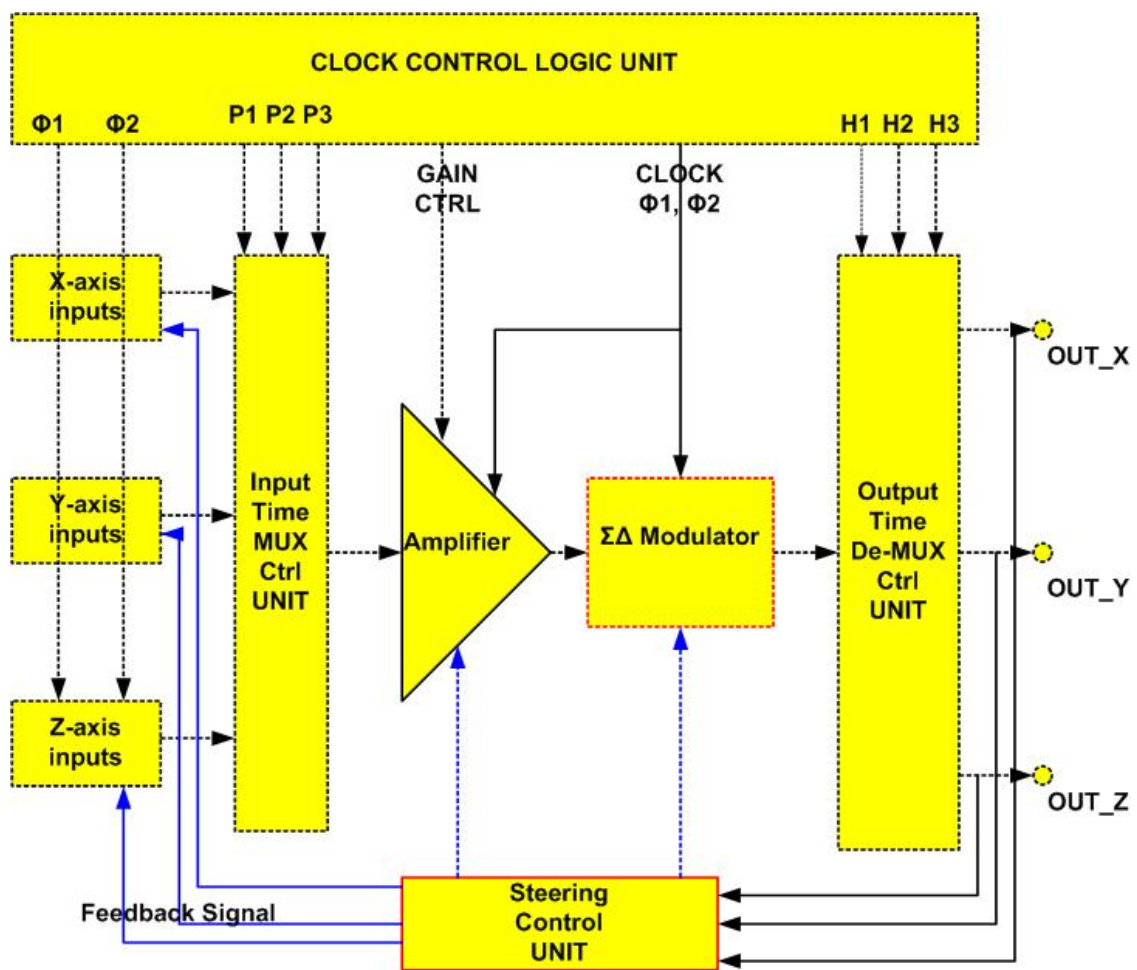 CLOCK CONTROL LOGIC UNIT
Φ1 Φ2 P1 P2 P3 H1 H2 H3
GAIN
CTRL
CLOCK
Φ1, Φ2
X-axis
inputs
Y-axis
inputs
Z-axis
inputs
Input
Time
MUX
Ctrl
UNIT
Amplifier
ΣΔ Modulator
Output
Time
De-MUX
Ctrl
UNIT
OUT_X
OUT_Y
OUT_Z
Feedback Signal
Steering
Control
UNIT